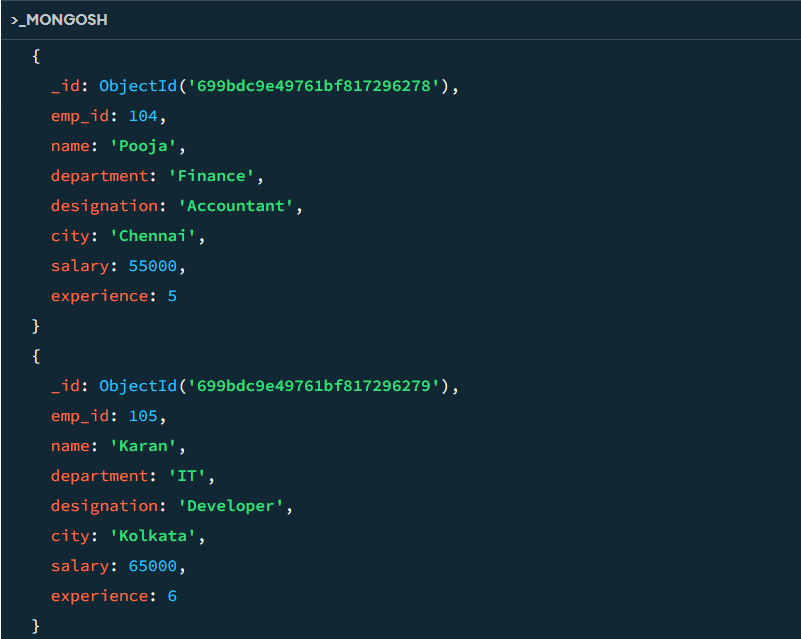 >_MONGOSH
{
_id: ObjectId('699bdc9e49761bf817296278'),
emp_id: 104,
name: 'Pooja',
department: 'Finance',
designation: 'Accountant',
city: 'Chennai',
salary: 55000,
experience: 5
}
{
_id: ObjectId('699bdc9e49761bf817296279'),
emp_id: 105,
name: 'Karan',
department: 'IT',
designation: 'Developer',
city: 'Kolkata',
salary: 65000,
experience: 6
}